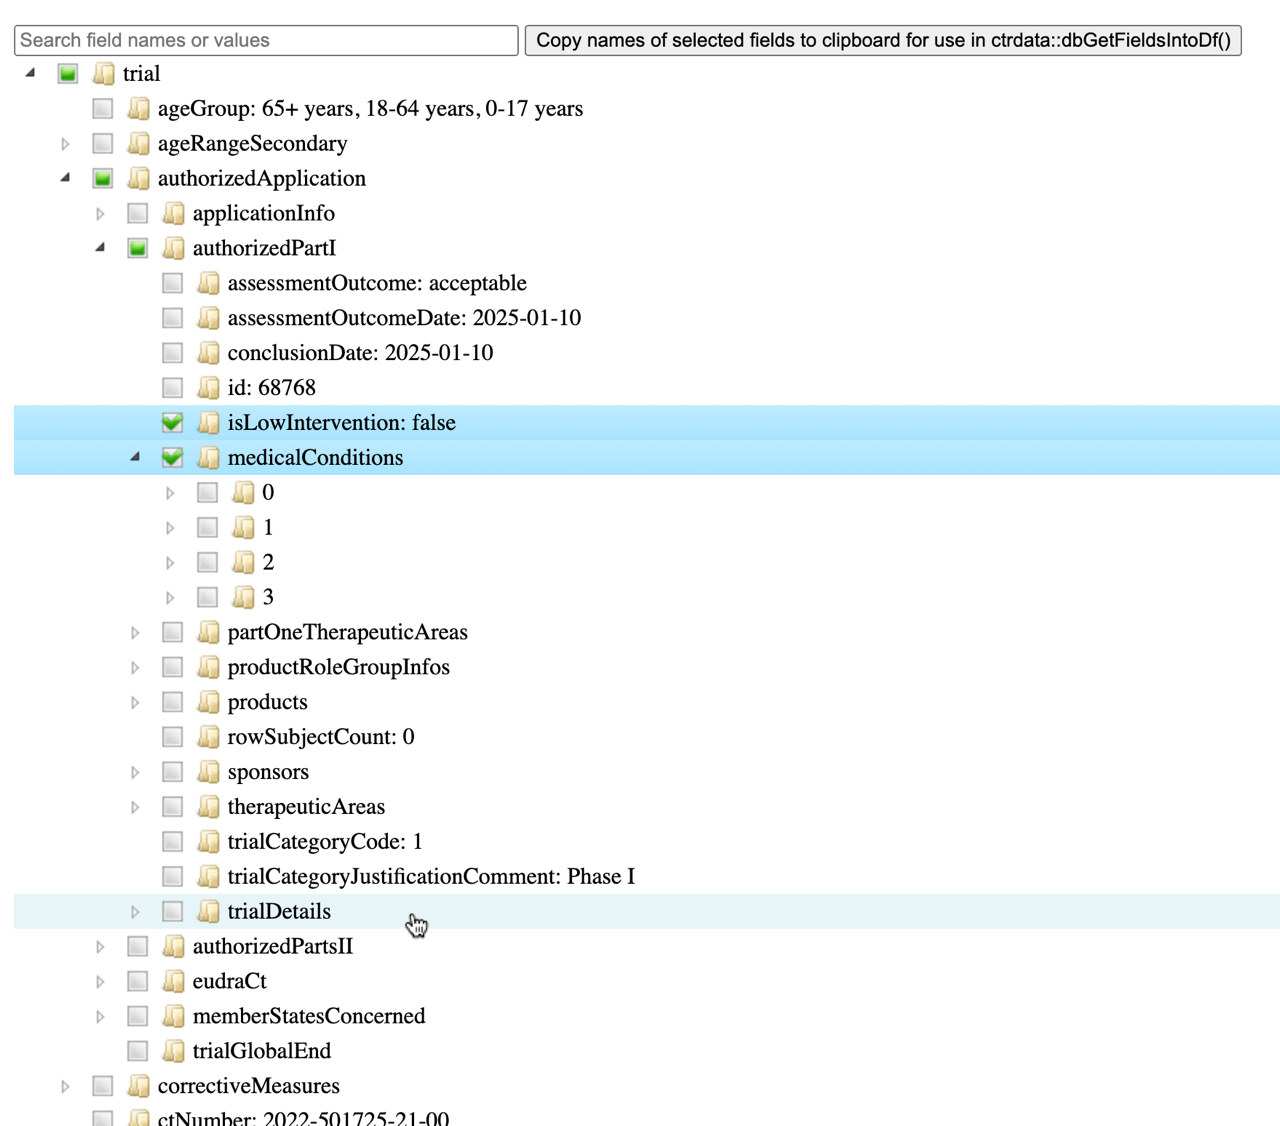 Search field names or values
Copy names of selected fields to clipboard for use in ctrdata::dbGetFieldsIntoDf()
trial
ageGroup: 65+ years, 18-64 years, 0-17 years
ageRangeSecondary
authorizedApplication
applicationInfo
authorizedPartI
assessmentOutcome: acceptable
assessmentOutcomeDate: 2025-01-10
conclusionDate: 2025-01-10
id: 68768
isLowIntervention: false
medicalConditions
0
1
2
3
partOneTherapeuticAreas
productRoleGroupInfos
products
rowSubjectCount: 0
sponsors
therapeuticAreas
trialCategoryCode: 1
trialCategoryJustificationComment: Phase I
trialDetails
authorizedPartsII
eudraCt
memberStatesConcerned
trialGlobalEnd
correctiveMeasures
ctNumber: 2022-501725-21-00